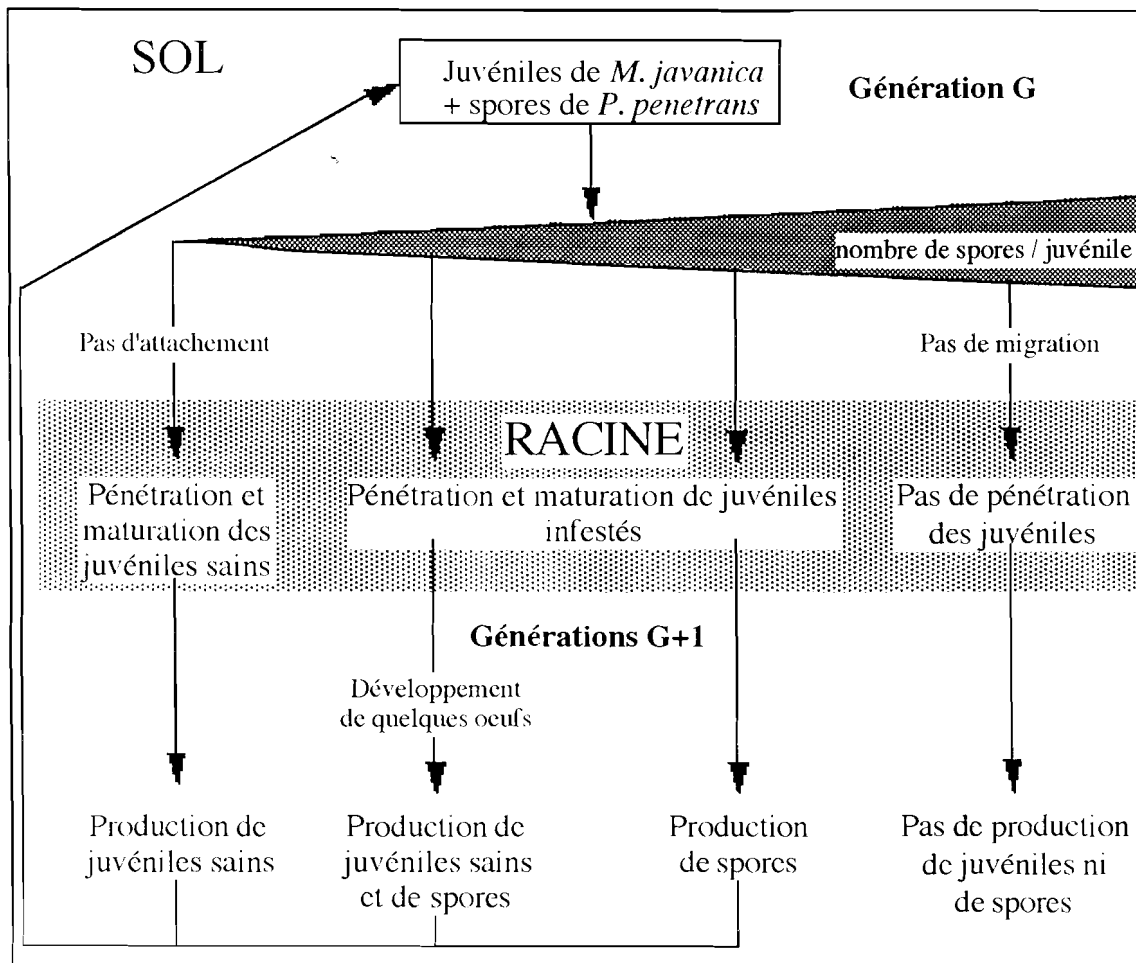 SOL
Juvéniles de M. javanica
+ spores de P. penetrans
Génération G
nombre de spores / juvénile
Pas d'attachement
Pas de migration
RACINE
Pénétration et
maturation des
juvéniles sains
Pénétration et maturation de juvéniles
infestés
Pas de pénétration
des juvéniles
Générations G+1
Développement
de quelques oeufs
Production de
juvéniles sains
Production de
juvéniles sains
et de spores
Production
de spores
Pas de production
de juvéniles ni
de spores